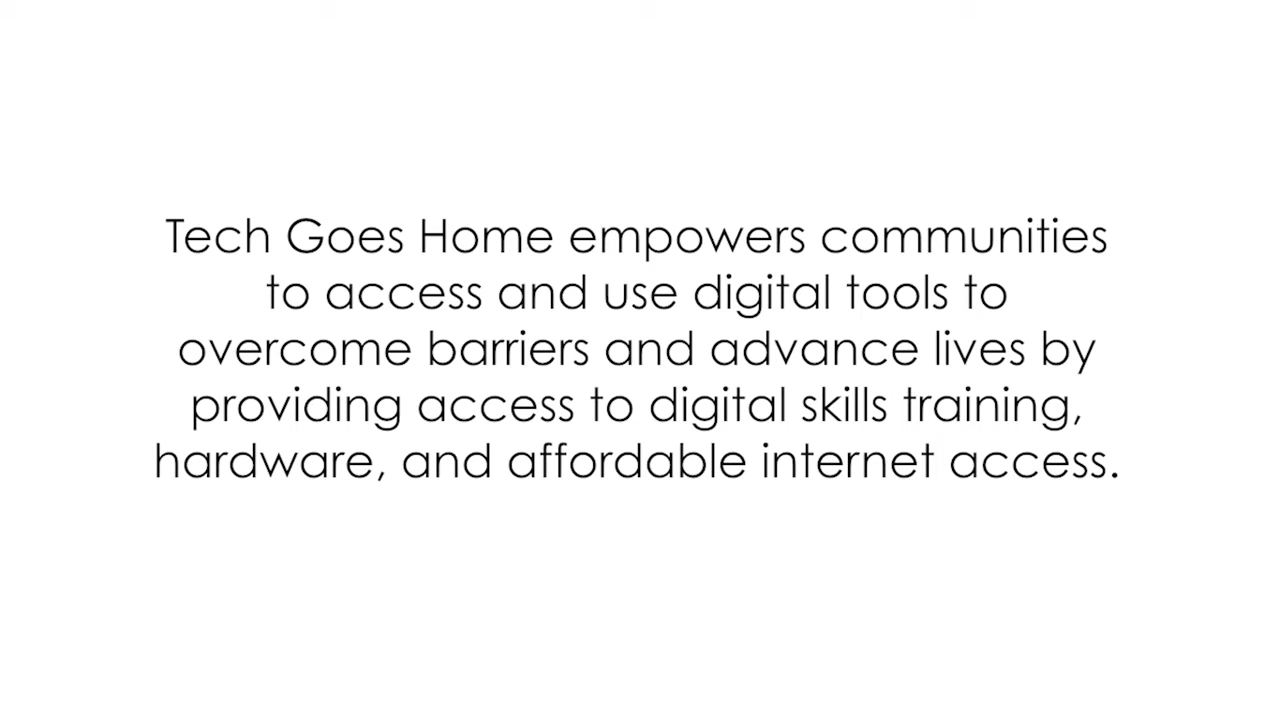 Tech Goes Home empowers communities
to access and use digital tools to
overcome barriers and advance lives by
providing access to digital skills training,
hardware, and affordable internet access.